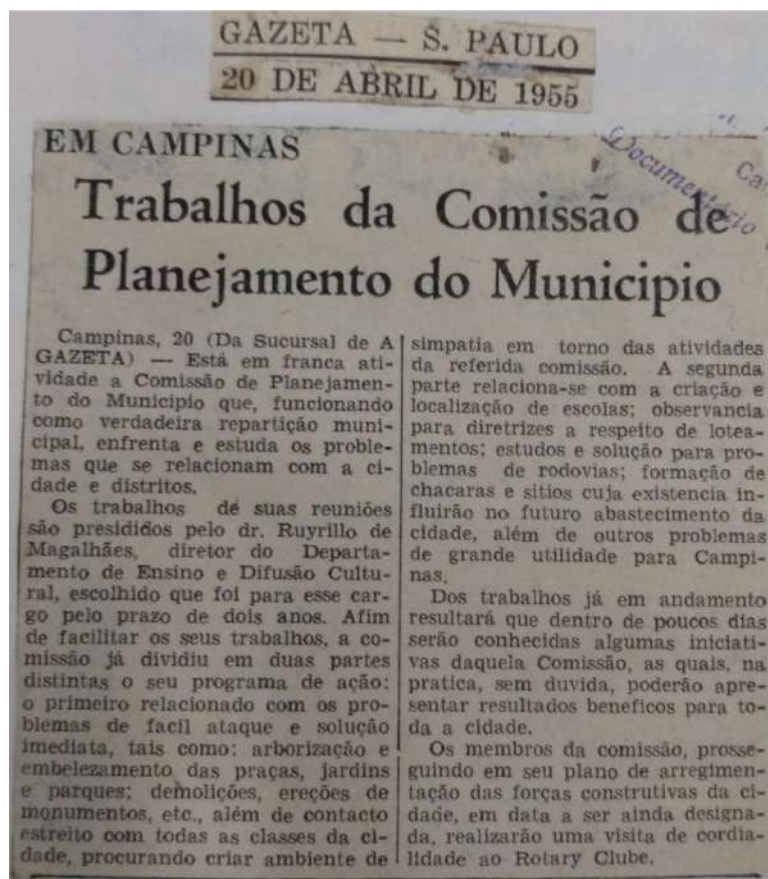 GAZETA — S. PAULO
20 DE ABRIL DE 1955
Documentário
EM CAMPINAS
Trabalhos da Comissão de
Planejamento do Municipio
Campinas, 20 (Da Sucursal de A
GAZETA) — Está em franca ati-
vidade a Comissão de Planejamen-
to do Municipio que, funcionando
como verdadeira repartição muni-
cipal, enfrenta e estuda os proble-
mas que se relacionam com a ci-
dade e distritos.
Os trabalhos de suas reuniões
são presididos pelo dr. Ruyrillo de
Magalhães, diretor do Departa-
mento de Ensino e Difusão Cultu-
ral, escolhido que foi para esse car-
go pelo prazo de dois anos. Afim
de facilitar os seus trabalhos, a co-
missão já dividiu em duas partes
distintas o seu programa de ação:
o primeiro relacionado com os pro-
blemas de facil ataque e solução
imediata, tais como: arborização e
embelezamento das praças, jardins
e parques; demolições, ereções de
monumentos, etc., além de contacto
estreito com todas as classes da ci-
dade, procurando criar ambiente de
simpatia em torno das atividades
da referida comissão. A segunda
parte relaciona-se com a criação e
localização de escolas; observancia
para diretrizes a respeito de lotea-
mentos; estudos e solução para pro-
blemas de rodovias; formação de
chacaras e sitios cuja existencia in-
fluirão no futuro abastecimento da
cidade, além de outros problemas
de grande utilidade para Campi-
nas.
Dos trabalhos já em andamento
resultará que dentro de poucos dias
serão conhecidas algumas iniciati-
vas daquela Comissão, as quais, na
pratica, sem duvida, poderão apre-
sentar resultados beneficos para to-
da a cidade.
Os membros da comissão, prosse-
guindo em seu plano de arregimen-
tação das forças construtivas da ci-
dade, em data a ser ainda designa-
da, realizarão uma visita de cordia-
lidade ao Rotary Clube.